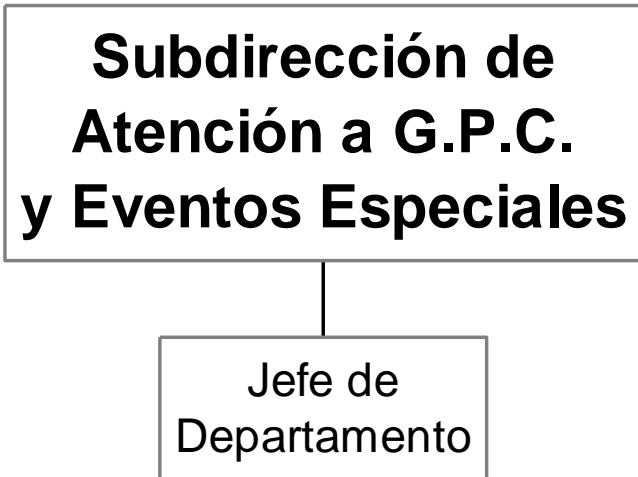 Subdirección de
Atención a G.P.C.
y Eventos Especiales
Jefe de
Departamento